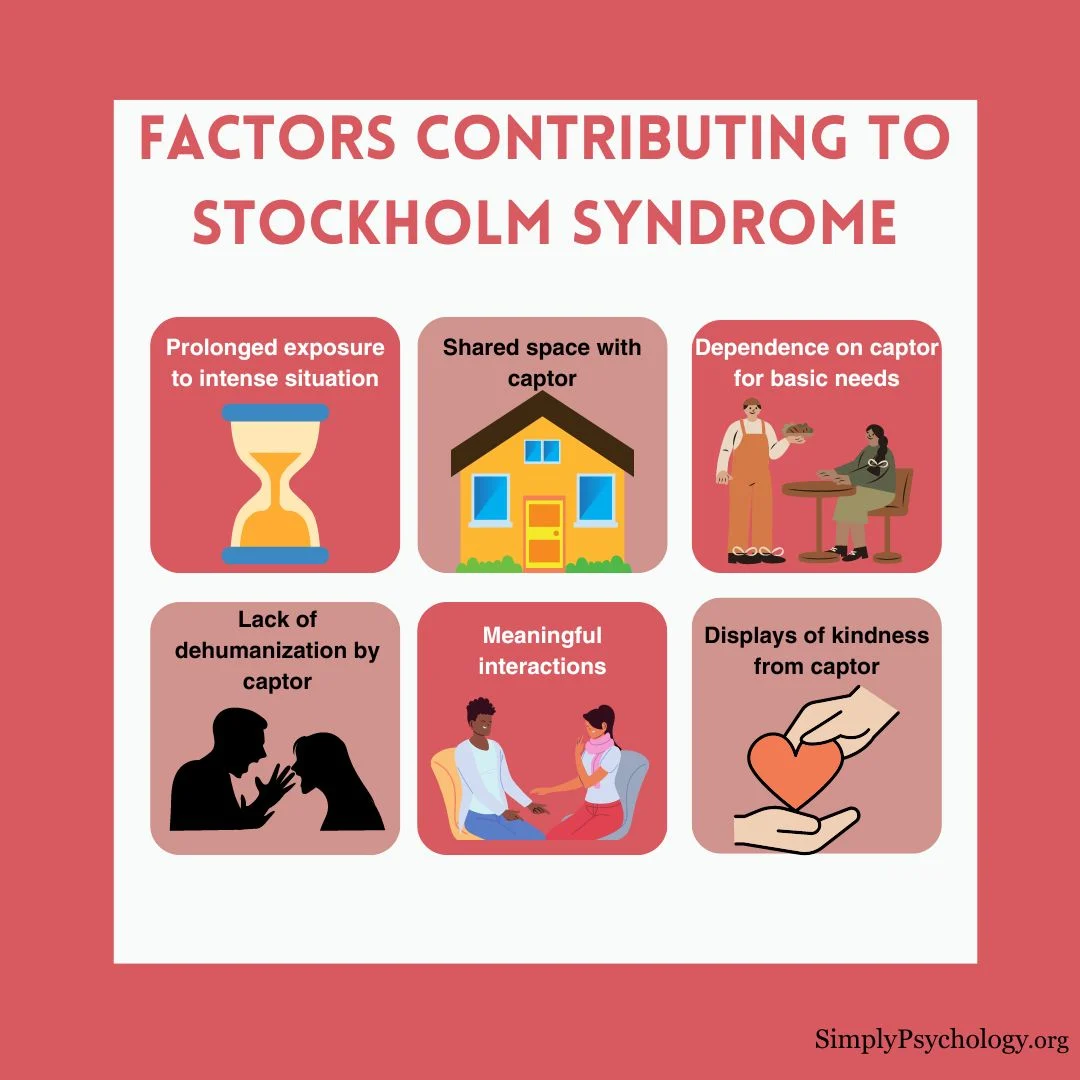 FACTORS CONTRIBUTING TO
STOCKHOLM SYNDROME
Prolonged exposure
to intense situation
Shared space with
captor
Dependence on captor
for basic needs
Lack of
dehumanization by
captor
Meaningful
interactions
Displays of kindness
from captor
SimplyPsychology.org